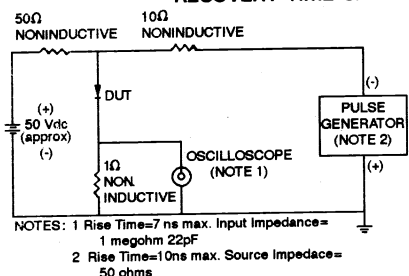 50Ω
NONINDUCTIVE
10Ω
NONINDUCTIVE
DUT
(+)
50 Vdc
(approx)
(-)
1Ω
NON.
INDUCTIVE
OSCILLOSCOPE
(NOTE 1)
(-)
PULSE
GENERATOR
(NOTE 2)
(+)
NOTES: 1 Rise Time=7 ns max. Input Impedance=
1 megohm 22pF
2 Rise Time=10ns max. Source Impedace=
50 ohms